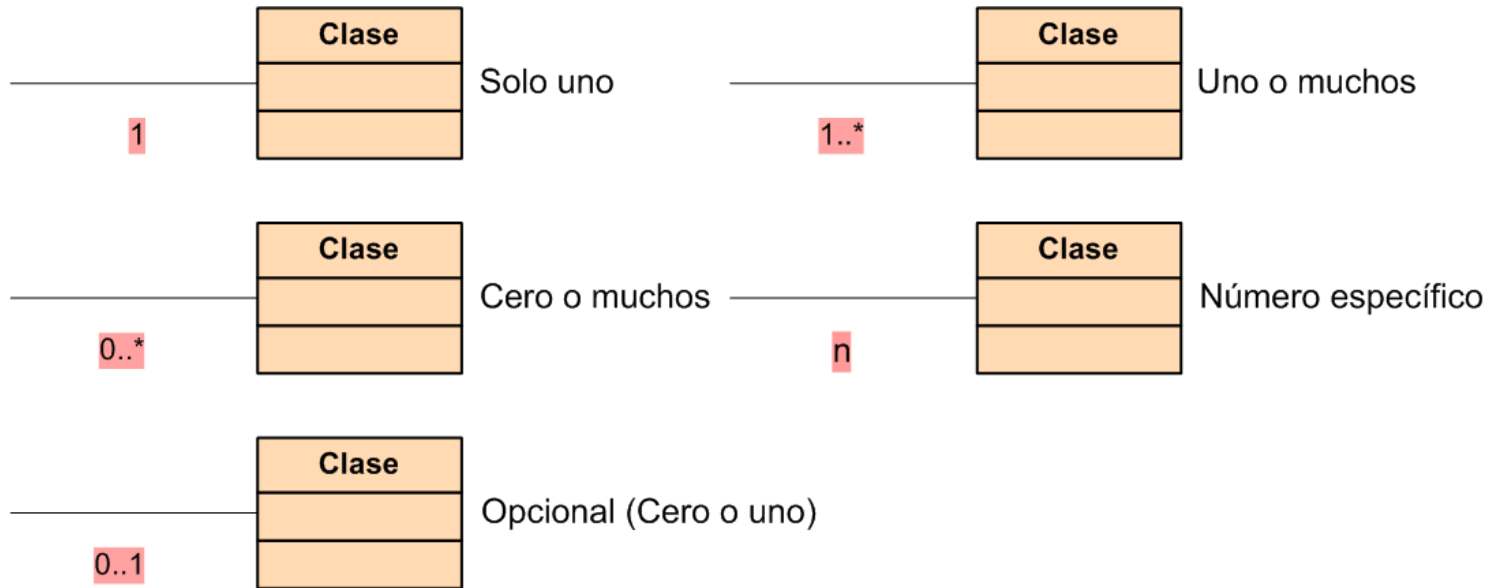 Clase
Solo uno
1
Clase
Uno o muchos
1..*
Clase
Cero o muchos
0..*
Clase
Número específico
n
Clase
Opcional (Cero o uno)
0..1